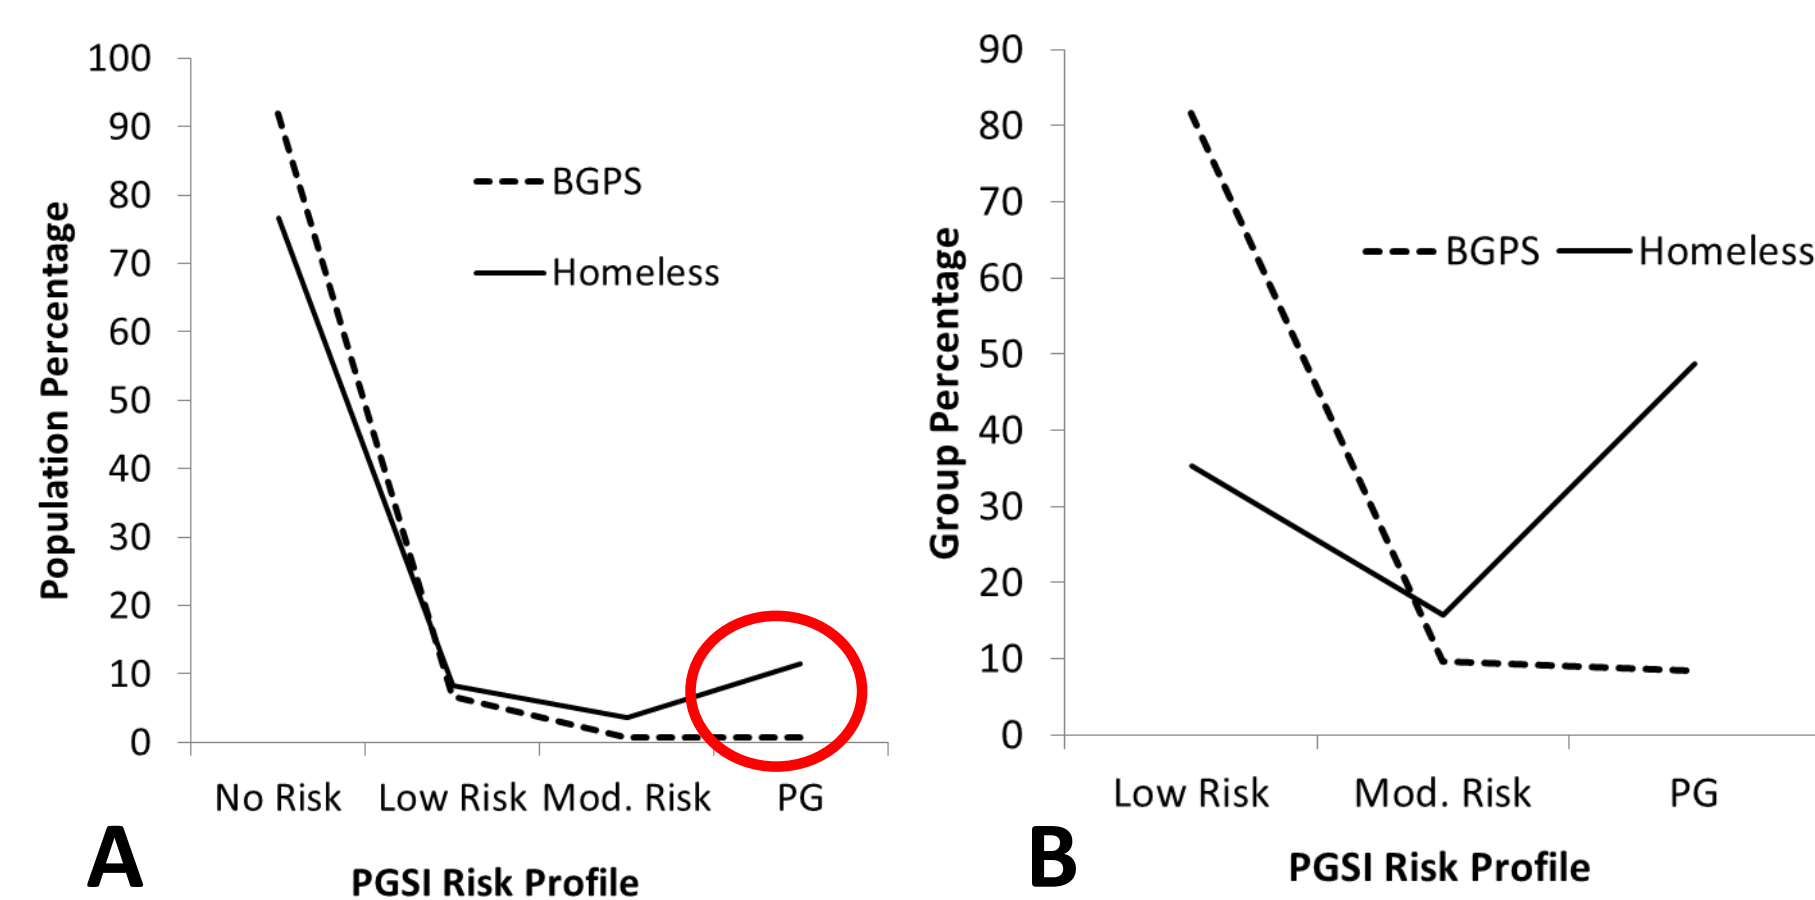 Population Percentage
100
90
80
70
60
50
40
30
20
10
0
BGPS
Homeless
No Risk
Low Risk
Mod. Risk
PG
PGSI Risk Profile
A
Group Percentage
90
80
70
60
50
40
30
20
10
0
BGPS
Homeless
Low Risk
Mod. Risk
PG
PGSI Risk Profile
B